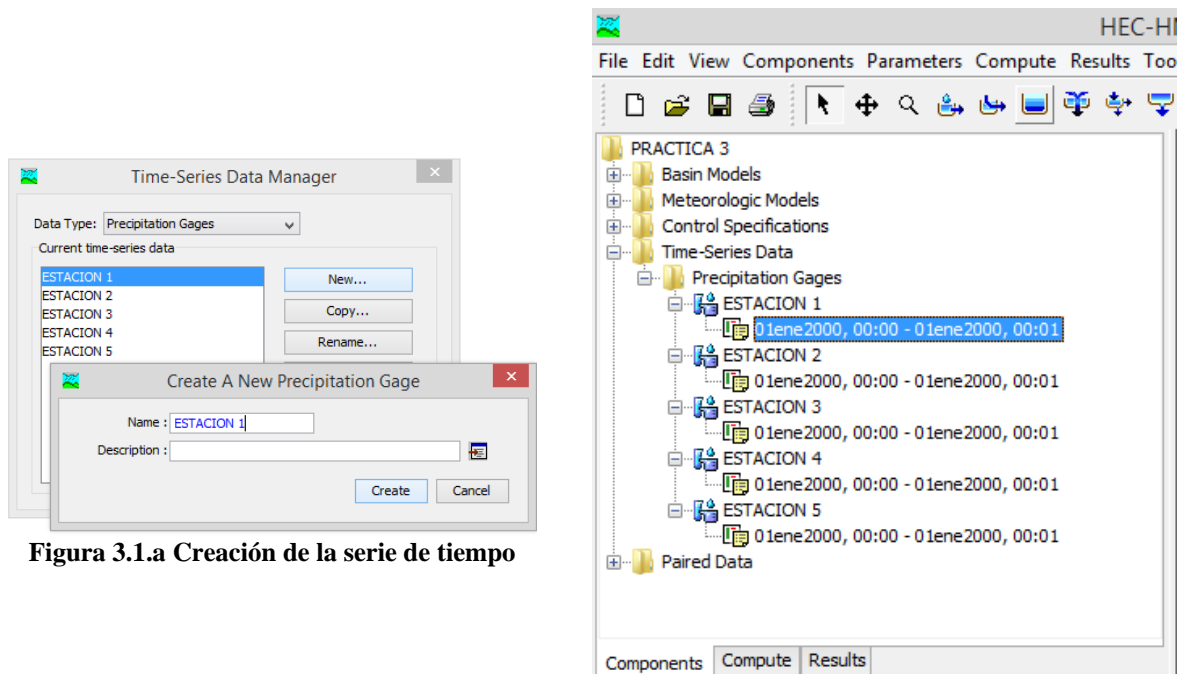 Time-Series Data Manager
Data Type: Precipitation Gages
Current time-series data
ESTACION 1
ESTACION 2
ESTACION 3
ESTACION 4
ESTACION 5
New...
Copy...
Rename...
Create A New Precipitation Gage
Name : ESTACION 1
Description :
Create Cancel
Figura 3.1.a Creación de la serie de tiempo
HEC-H
File Edit View Components Parameters Compute Results Too
PRACTICA 3
Basin Models
Meteorologic Models
Control Specifications
Time-Series Data
Precipitation Gages
ESTACION 1
01ene2000, 00:00 - 01ene2000, 00:01
ESTACION 2
01ene2000, 00:00 - 01ene2000, 00:01
ESTACION 3
01ene2000, 00:00 - 01ene2000, 00:01
ESTACION 4
01ene2000, 00:00 - 01ene2000, 00:01
ESTACION 5
01ene2000, 00:00 - 01ene2000, 00:01
Paired Data
Components Compute Results